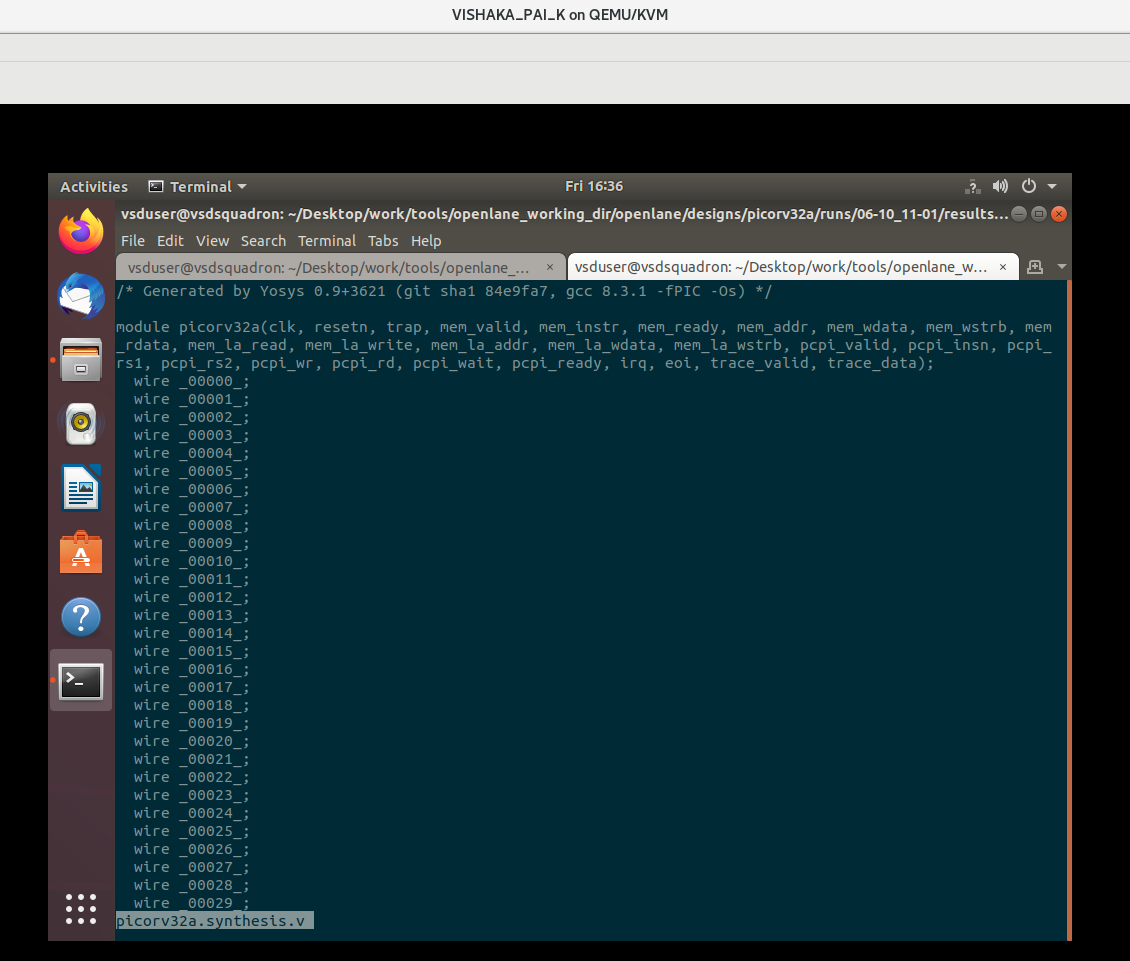 VISHAKA_PAI_K on QEMU/KVM
Activities Terminal Fri 16:36
vsduser@vsdsquadron: ~/Desktop/work/tools/openlane_working_dir/openlane/designs/picorv32a/runs/06-10_11-01/results...
File Edit View Search Terminal Tabs Help
vsduser@vsdsquadron: ~/Desktop/work/tools/openlane_... × vsduser@vsdsquadron: ~/Desktop/work/tools/openlane_w... ×
/* Generated by Yosys 0.9+3621 (git sha1 84e9fa7, gcc 8.3.1 -fPIC -Os) */
module picorv32a(clk, resetn, trap, mem_valid, mem_instr, mem_ready, mem_addr, mem_wdata, mem_wstrb, mem
_rdata, mem_la_read, mem_la_write, mem_la_addr, mem_la_wdata, mem_la_wstrb, pcpi_valid, pcpi_insn, pcpi_
rs1, pcpi_rs2, pcpi_wr, pcpi_rd, pcpi_wait, pcpi_ready, irq, eoi, trace_valid, trace_data);
wire _00000_;
wire _00001_;
wire _00002_;
wire _00003_;
wire _00004_;
wire _00005_;
wire _00006_;
wire _00007_;
wire _00008_;
wire _00009_;
wire _00010_;
wire _00011_;
wire _00012_;
wire _00013_;
wire _00014_;
wire _00015_;
wire _00016_;
wire _00017_;
wire _00018_;
wire _00019_;
wire _00020_;
wire _00021_;
wire _00022_;
wire _00023_;
wire _00024_;
wire _00025_;
wire _00026_;
wire _00027_;
wire _00028_;
wire _00029_;
picorv32a.synthesis.v